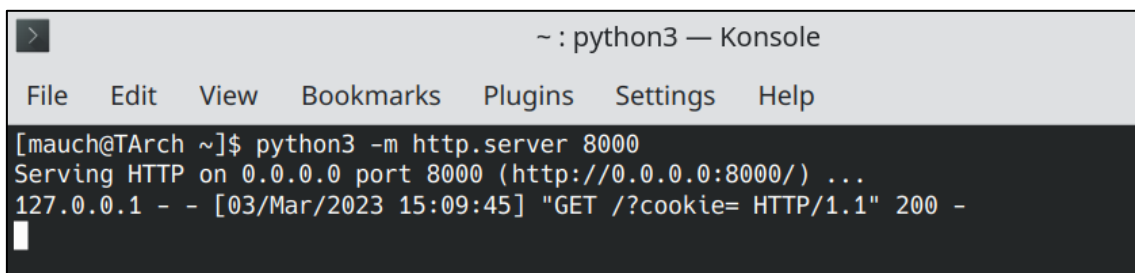 ~ : python3 — Konsole
File Edit View Bookmarks Plugins Settings Help
[mauch@TArch ~]$ python3 -m http.server 8000
Serving HTTP on 0.0.0.0 port 8000 (http://0.0.0.0:8000/) ...
127.0.0.1 - - [03/Mar/2023 15:09:45] "GET /?cookie= HTTP/1.1" 200 -